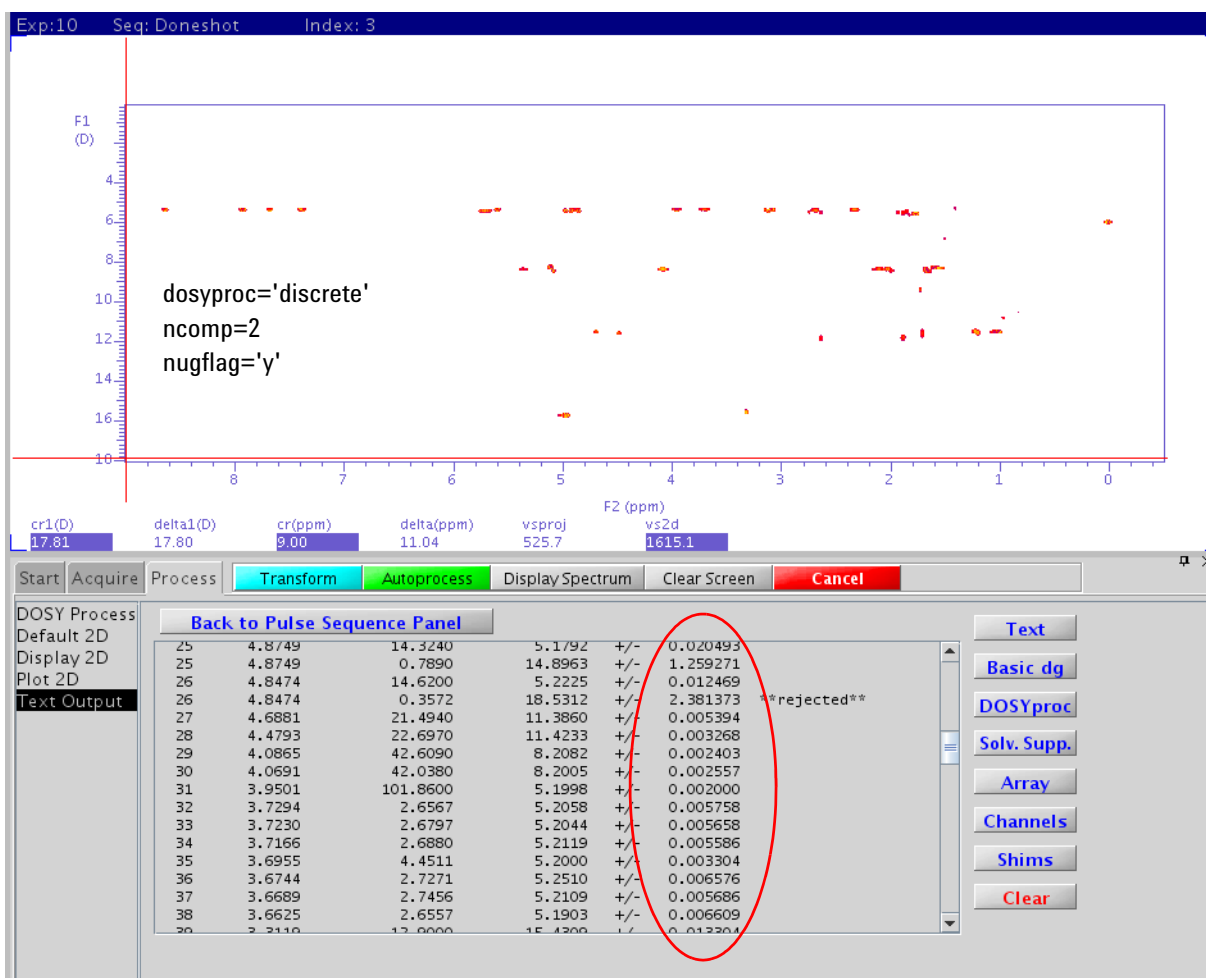 Exp:10 Seq: Doneshot Index: 3
F1
(D)
4
6
8
10
12
14
16
18
dosyproc='discrete'
ncomp=2
nugflag='y'
8 7 6 5 4 3 2 1 0
F2 (ppm)
cr1(D) delta1(D) cr(ppm) delta(ppm) vsproj vs2d
17.81 17.80 9.00 11.04 525.7 1615.1
Start Acquire Process Transform Autoprocess Display Spectrum Clear Screen Cancel
DOSY Process
Default 2D
Display 2D
Plot 2D
Text Output
Back to Pulse Sequence Panel
25 4.8749 14.3240 5.1792 +/- 0.020493
25 4.8749 0.7890 14.8963 +/- 1.259271
26 4.8474 14.6200 5.2225 +/- 0.012469
26 4.8474 0.3572 18.5312 +/- 2.381373 **rejected**
27 4.6881 21.4940 11.3860 +/- 0.005394
28 4.4793 22.6970 11.4233 +/- 0.003268
29 4.0865 42.6090 8.2082 +/- 0.002403
30 4.0691 42.0380 8.2005 +/- 0.002557
31 3.9501 101.8600 5.1998 +/- 0.002000
32 3.7294 2.6567 5.2058 +/- 0.005758
33 3.7230 2.6797 5.2044 +/- 0.005658
34 3.7166 2.6880 5.2119 +/- 0.005586
35 3.6955 4.4511 5.2000 +/- 0.003304
36 3.6744 2.7271 5.2510 +/- 0.006576
37 3.6689 2.7456 5.2109 +/- 0.005686
38 3.6625 2.6557 5.1903 +/- 0.006609
39 3.3119 12.9000 15.4309 +/- 0.013304
Text
Basic dg
DOSYproc
Solv. Supp.
Array
Channels
Shims
Clear